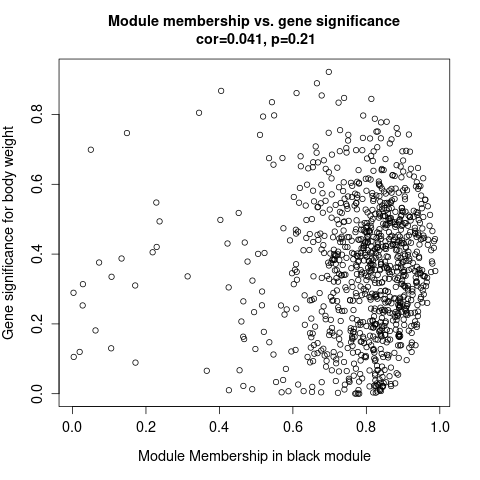 Module membership vs. gene significance
cor=0.041, p=0.21
Gene significance for body weight
0.8
0.6
0.4
0.2
0.0
0.0 0.2 0.4 0.6 0.8 1.0
Module Membership in black module